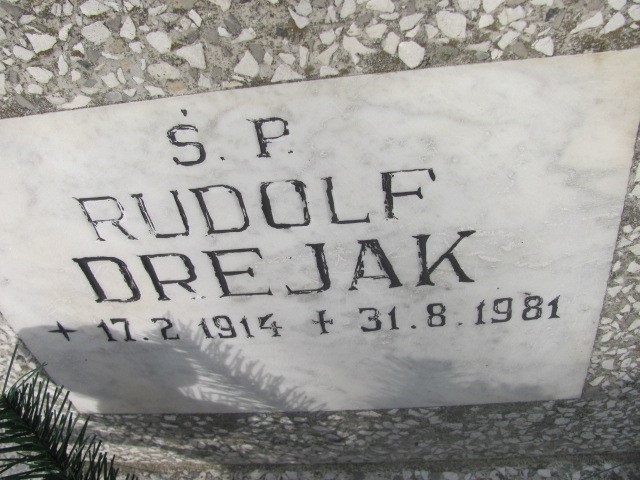 Ś. P.
RUDOLF
DREJAK
+ 17.2 1914 ✝ 31.8.1981